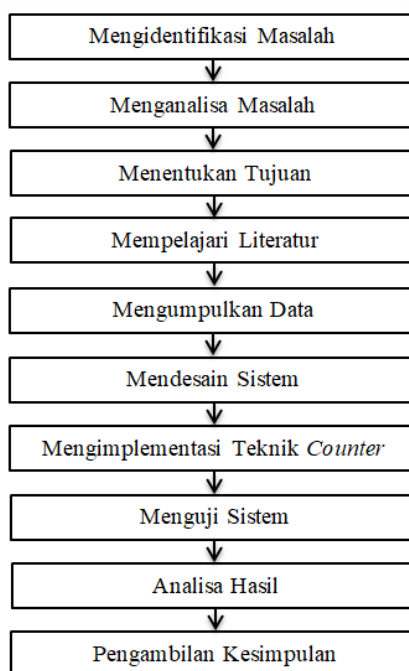 Mengidentifikasi Masalah
Menganalisa Masalah
Menentukan Tujuan
Mempelajari Literatur
Mengumpulkan Data
Mendesain Sistem
Mengimplementasi Teknik Counter
Menguji Sistem
Analisa Hasil
Pengambilan Kesimpulan